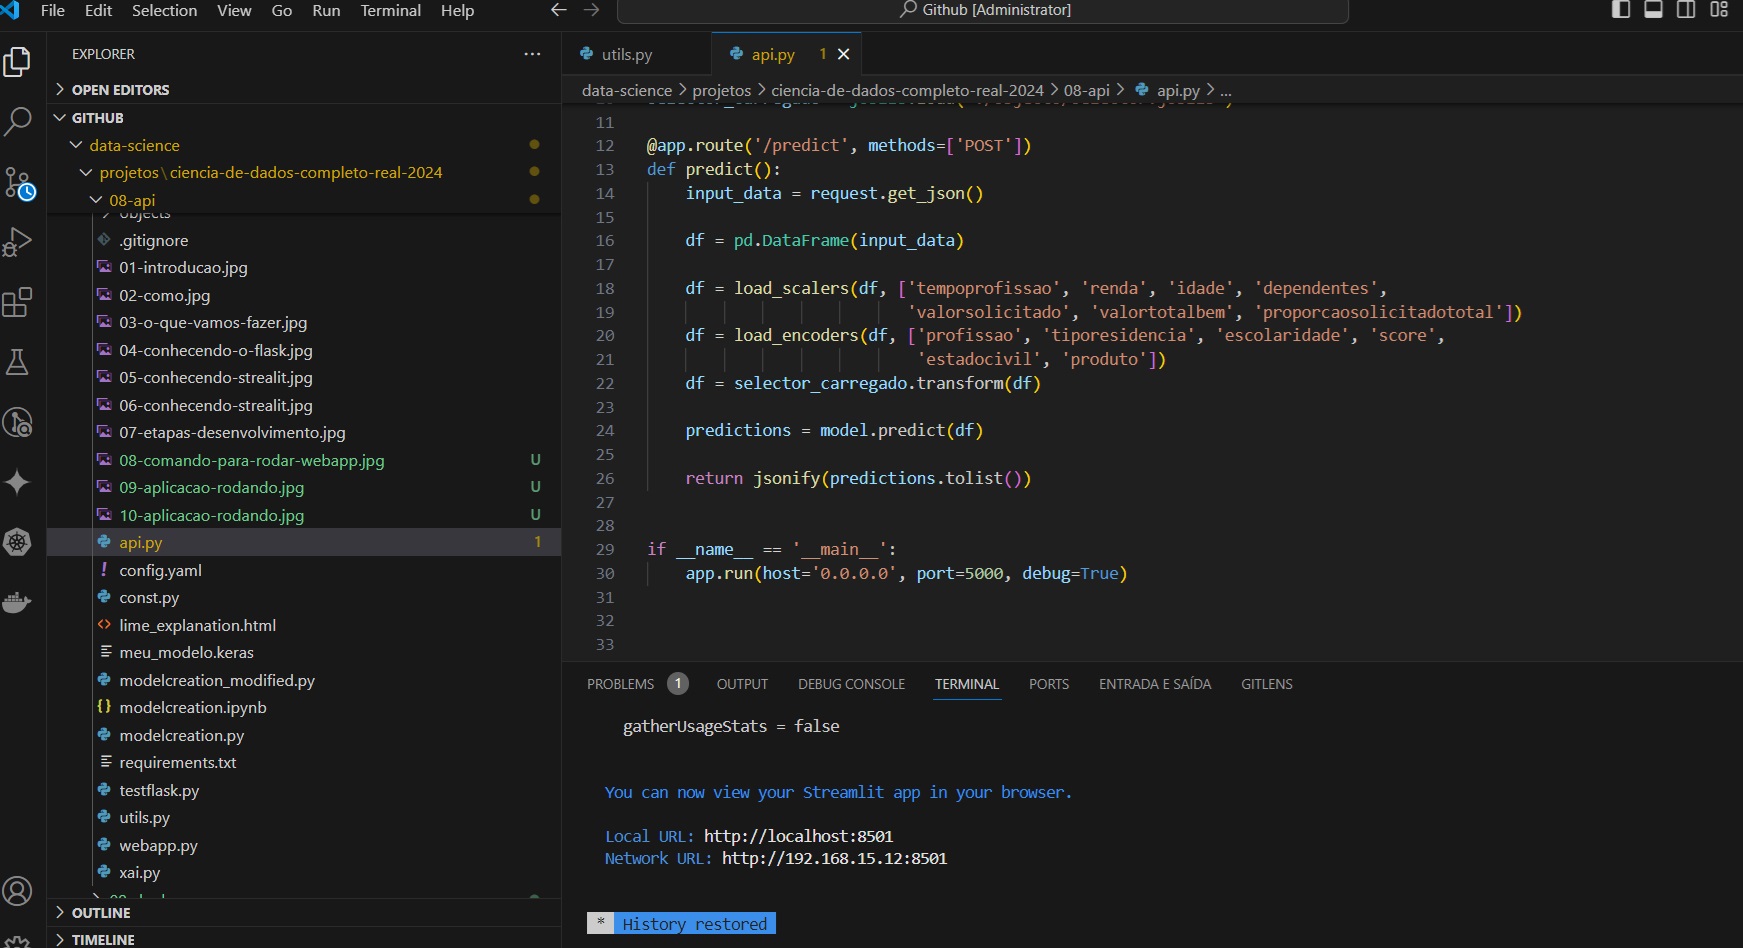 File Edit Selection View Go Run Terminal Help
Github [Administrator]
EXPLORER
OPEN EDITORS
GITHUB
data-science
projetos\ciencia-de-dados-completo-real-2024
08-api
objects
.gitignore
01-introducao.jpg
02-como.jpg
03-o-que-vamos-fazer.jpg
04-conhecendo-o-flask.jpg
05-conhecendo-strealit.jpg
06-conhecendo-strealit.jpg
07-etapas-desenvolvimento.jpg
08-comando-para-rodar-webapp.jpg U
09-aplicacao-rodando.jpg U
10-aplicacao-rodando.jpg U
api.py 1
config.yaml
const.py
lime_explanation.html
meu_modelo.keras
modelcreation_modified.py
modelcreation.ipynb
modelcreation.py
requirements.txt
testflask.py
utils.py
webapp.py
xai.py
OUTLINE
TIMELINE
utils.py
api.py 1
data-science > projetos > ciencia-de-dados-completo-real-2024 > 08-api > api.py > ...
11
12 @app.route('/predict', methods=['POST'])
13 def predict():
14 input_data = request.get_json()
15
16 df = pd.DataFrame(input_data)
17
18 df = load_scalers(df, ['tempoprofissao', 'renda', 'idade', 'dependentes',
19 'valorsolicitado', 'valortotalbem', 'proporcaosolicitadototal'])
20 df = load_encoders(df, ['profissao', 'tiporesidencia', 'escolaridade', 'score',
21 'estadocivil', 'produto'])
22 df = selector_carregado.transform(df)
23
24 predictions = model.predict(df)
25
26 return jsonify(predictions.tolist())
27
28
29 if __name__ == '__main__':
30 app.run(host='0.0.0.0', port=5000, debug=True)
31
32
33
PROBLEMS 1 OUTPUT DEBUG CONSOLE TERMINAL PORTS ENTRADA E SAÍDA GITLENS
gatherUsageStats = false
You can now view your Streamlit app in your browser.
Local URL: http://localhost:8501
Network URL: http://192.168.15.12:8501
* History restored